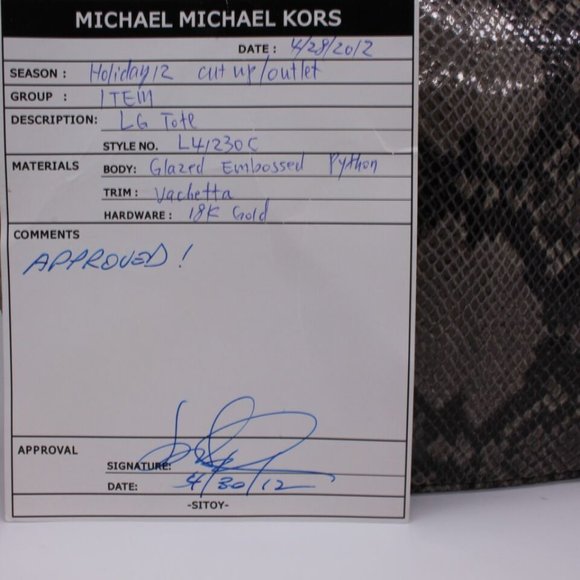 MICHAEL MICHAEL KORS
DATE: 4/28/2012
SEASON: Holiday12 cut up/outlet
GROUP: ITEM
DESCRIPTION: LG Tote
STYLE NO. L41230C
MATERIALS BODY: Glazed Embossed Python
TRIM: Vachetta
HARDWARE: 18K Gold
COMMENTS
APPROVED!
APPROVAL
SIGNATURE:
DATE: 4/30/12
-SITOY-